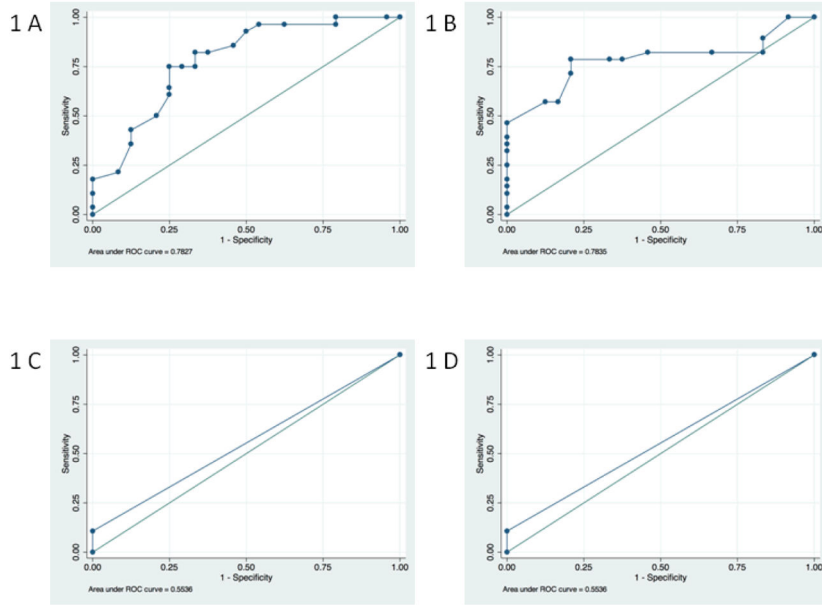 1 A
1.00
0.75
0.50
0.25
0.00
Sensitivity
0.00 0.25 0.50 0.75 1.00
1 - Specificity
Area under ROC curve = 0.7827
1 B
1.00
0.75
0.50
0.25
0.00
Sensitivity
0.00 0.25 0.50 0.75 1.00
1 - Specificity
Area under ROC curve = 0.7835
1 C
1.00
0.75
0.50
0.25
0.00
Sensitivity
0.00 0.25 0.50 0.75 1.00
1 - Specificity
Area under ROC curve = 0.5536
1 D
1.00
0.75
0.50
0.25
0.00
Sensitivity
0.00 0.25 0.50 0.75 1.00
1 - Specificity
Area under ROC curve = 0.5536